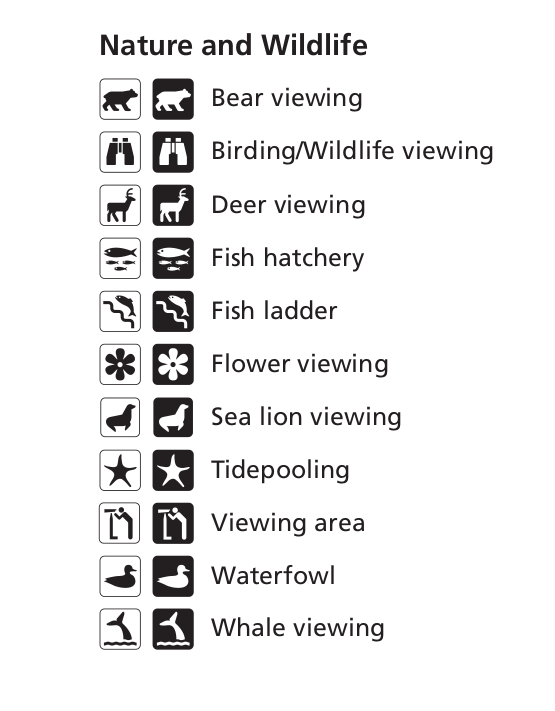 Nature and Wildlife
Bear viewing
Birding/Wildlife viewing
Deer viewing
Fish hatchery
Fish ladder
Flower viewing
Sea lion viewing
Tidepooling
Viewing area
Waterfowl
Whale viewing